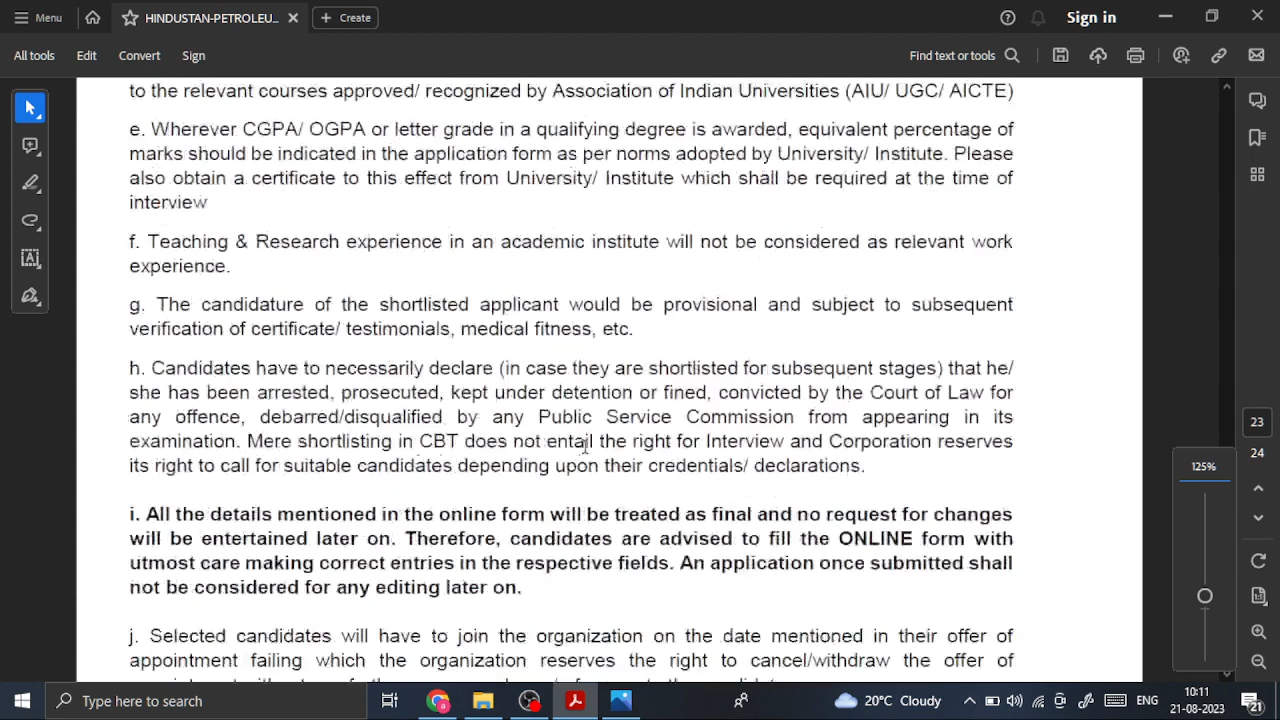 Menu
HINDUSTAN-PETROLEU...
Create
Sign in
All tools
Edit
Convert
Sign
Find text or tools
to the relevant courses approved/ recognized by Association of Indian Universities (AIU/ UGC/ AICTE)
e. Wherever CGPA/ OGPA or letter grade in a qualifying degree is awarded, equivalent percentage of
marks should be indicated in the application form as per norms adopted by University/ Institute. Please
also obtain a certificate to this effect from University/ Institute which shall be required at the time of
interview
f. Teaching & Research experience in an academic institute will not be considered as relevant work
experience.
g. The candidature of the shortlisted applicant would be provisional and subject to subsequent
verification of certificate/ testimonials, medical fitness, etc.
h. Candidates have to necessarily declare (in case they are shortlisted for subsequent stages) that he/
she has been arrested, prosecuted, kept under detention or fined, convicted by the Court of Law for
any offence, debarred/disqualified by any Public Service Commission from appearing in its
examination. Mere shortlisting in CBT does not entail the right for Interview and Corporation reserves
its right to call for suitable candidates depending upon their credentials/ declarations.
i. All the details mentioned in the online form will be treated as final and no request for changes
will be entertained later on. Therefore, candidates are advised to fill the ONLINE form with
utmost care making correct entries in the respective fields. An application once submitted shall
not be considered for any editing later on.
j. Selected candidates will have to join the organization on the date mentioned in their offer of
appointment failing which the organization reserves the right to cancel/withdraw the offer of
23
24
125%
Type here to search
20°C Cloudy
ENG
10:11
21-08-2023
21